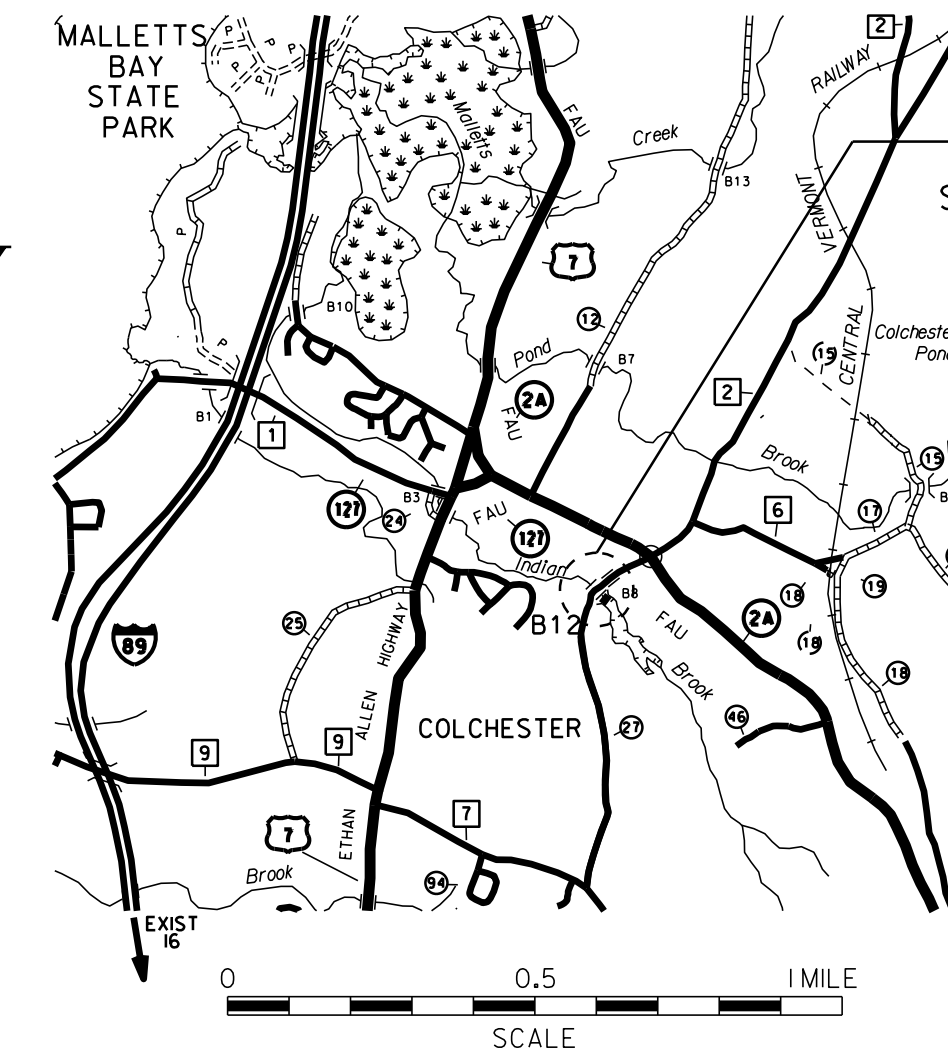 MALLETTS
BAY
STATE
PARK
P
P
P
P
P
P
P
Malletts
FAU
Creek
B13
2
RAILWAY
VERMONT
S
7
12
B10
Pond
B7
2A
FAU
2
CENTRAL
15
Colchester
Pond
B1
1
Brook
15
B
127
24
B3
FAU
127
6
17
Indian
B8
B12
FAU
18
19
2A
18
25
89
HIGHWAY
ALLEN
ETHAN
Brook
18
46
27
COLCHESTER
9
9
7
7
94
Brook
EXIST
16
0 0.5 1 MILE
SCALE